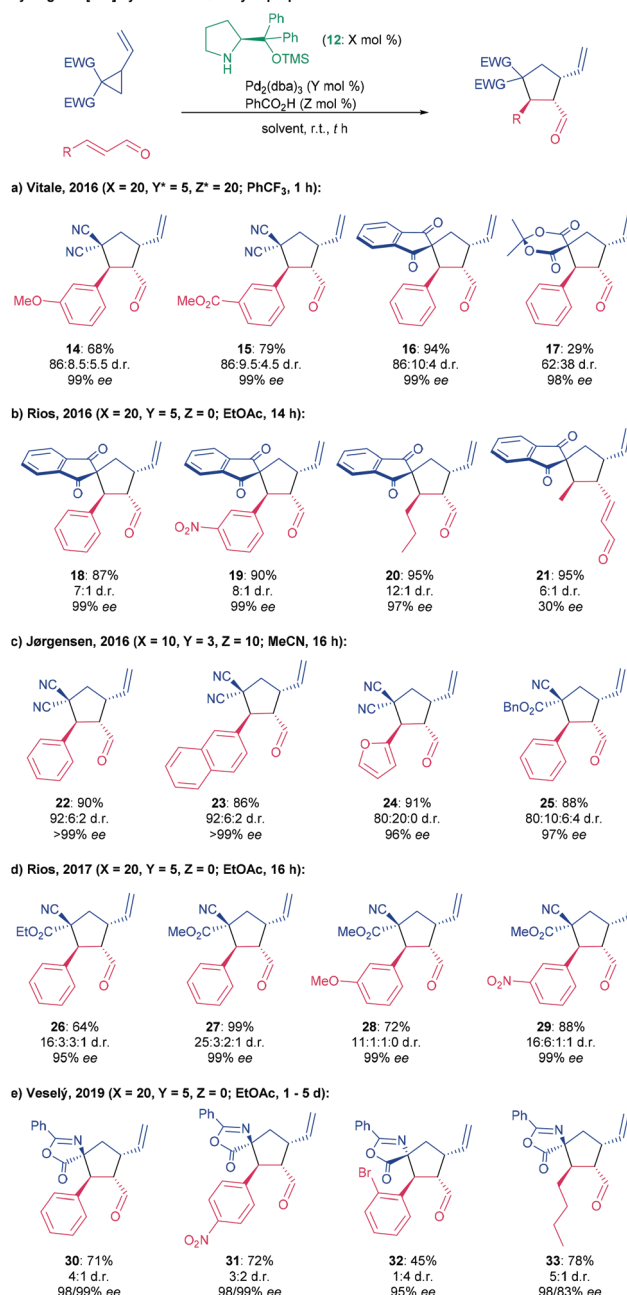 EWG
EWG
R
O
N
H
Ph
Ph
OTMS
(12: X mol %)
Pd2(dba)3 (Y mol %)
PhCO2H (Z mol %)
solvent, r.t., t h
EWG
EWG
R
O
a) Vitale, 2016 (X = 20, Y* = 5, Z* = 20; PhCF3, 1 h):
NC
NC
MeO
O
NC
NC
MeO2C
O
O
O
O
O
O
O
O
O
14: 68% 15: 79% 16: 94% 17: 29%
86:8.5:5.5 d.r. 86:9.5:4.5 d.r. 86:10:4 d.r. 62:38 d.r.
99% ee 99% ee 99% ee 98% ee
b) Rios, 2016 (X = 20, Y = 5, Z = 0; EtOAc, 14 h):
O
O
O
O
O
O2N
O
O
O
O
O
O
O
18: 87% 19: 90% 20: 95% 21: 95%
7:1 d.r. 8:1 d.r. 12:1 d.r. 6:1 d.r.
99% ee 99% ee 97% ee 30% ee
c) Jørgensen, 2016 (X = 10, Y = 3, Z = 10; MeCN, 16 h):
NC
NC
O
NC
NC
O
NC
NC
O
O
NC
BnO2C
O
22: 90% 23: 86% 24: 91% 25: 88%
92:6:2 d.r. 92:6:2 d.r. 80:20:0 d.r. 80:10:6:4 d.r.
>99% ee >99% ee 96% ee 97% ee
d) Rios, 2017 (X = 20, Y = 5, Z = 0; EtOAc, 16 h):
NC
EtO2C
O
NC
MeO2C
O
NC
MeO2C
MeO
O
NC
MeO2C
O2N
O
26: 64% 27: 99% 28: 72% 29: 88%
16:3:3:1 d.r. 25:3:2:1 d.r. 11:1:1:0 d.r. 16:6:1:1 d.r.
95% ee 99% ee 99% ee 99% ee
e) Veselý, 2019 (X = 20, Y = 5, Z = 0; EtOAc, 1 - 5 d):
Ph
N
O
O
O
Ph
N
O
O
O2N
O
Ph
N
O
O
Br
O
Ph
N
O
O
O
30: 71% 31: 72% 32: 45% 33: 78%
4:1 d.r. 3:2 d.r. 1:4 d.r. 5:1 d.r.
98/99% ee 98/99% ee 95% ee 98/83% ee